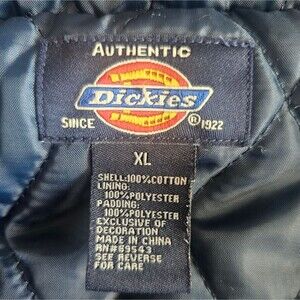 AUTHENTIC
Dickies
SINCE ® 1922
XL
SHELL:100%COTTON
LINING:
100%POLYESTER
PADDING:
100%POLYESTER
EXCLUSIVE OF
DECORATION
MADE IN CHINA
RN#69543
SEE REVERSE
FOR CARE